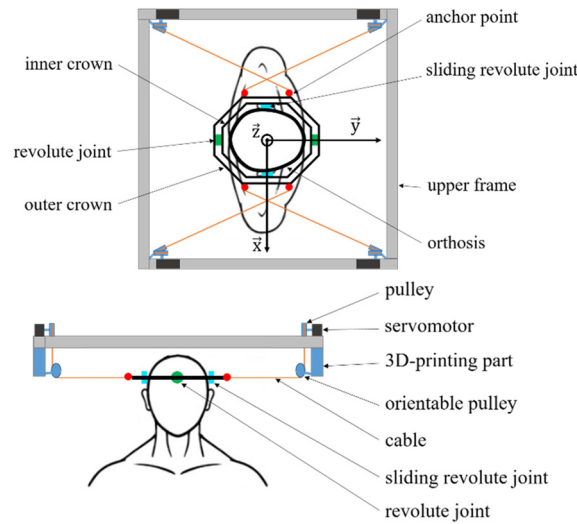 anchor point
inner crown
sliding revolute joint
z⃗
y⃗
revolute joint
upper frame
outer crown
orthosis
x⃗
pulley
servomotor
3D-printing part
orientable pulley
cable
sliding revolute joint
revolute joint